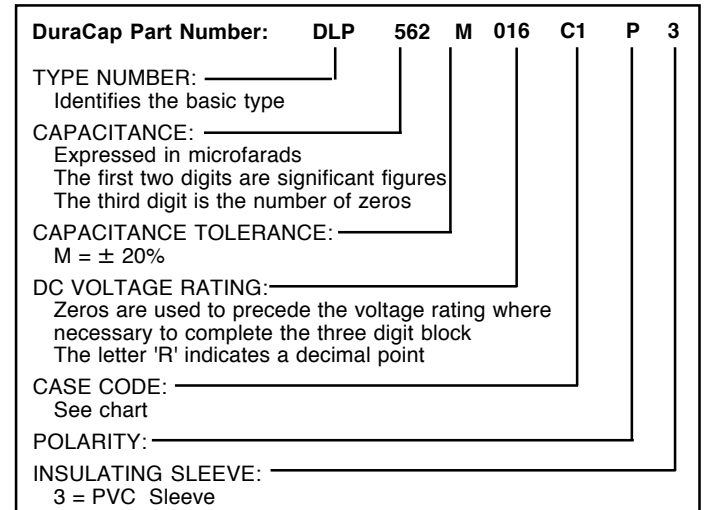 DuraCap Part Number: DLP 562 M 016 C1 P 3
TYPE NUMBER:
Identifies the basic type
CAPACITANCE:
Expressed in microfarads
The first two digits are significant figures
The third digit is the number of zeros
CAPACITANCE TOLERANCE:
M = ± 20%
DC VOLTAGE RATING:
Zeros are used to precede the voltage rating where
necessary to complete the three digit block
The letter 'R' indicates a decimal point
CASE CODE:
See chart
POLARITY:
INSULATING SLEEVE:
3 = PVC Sleeve